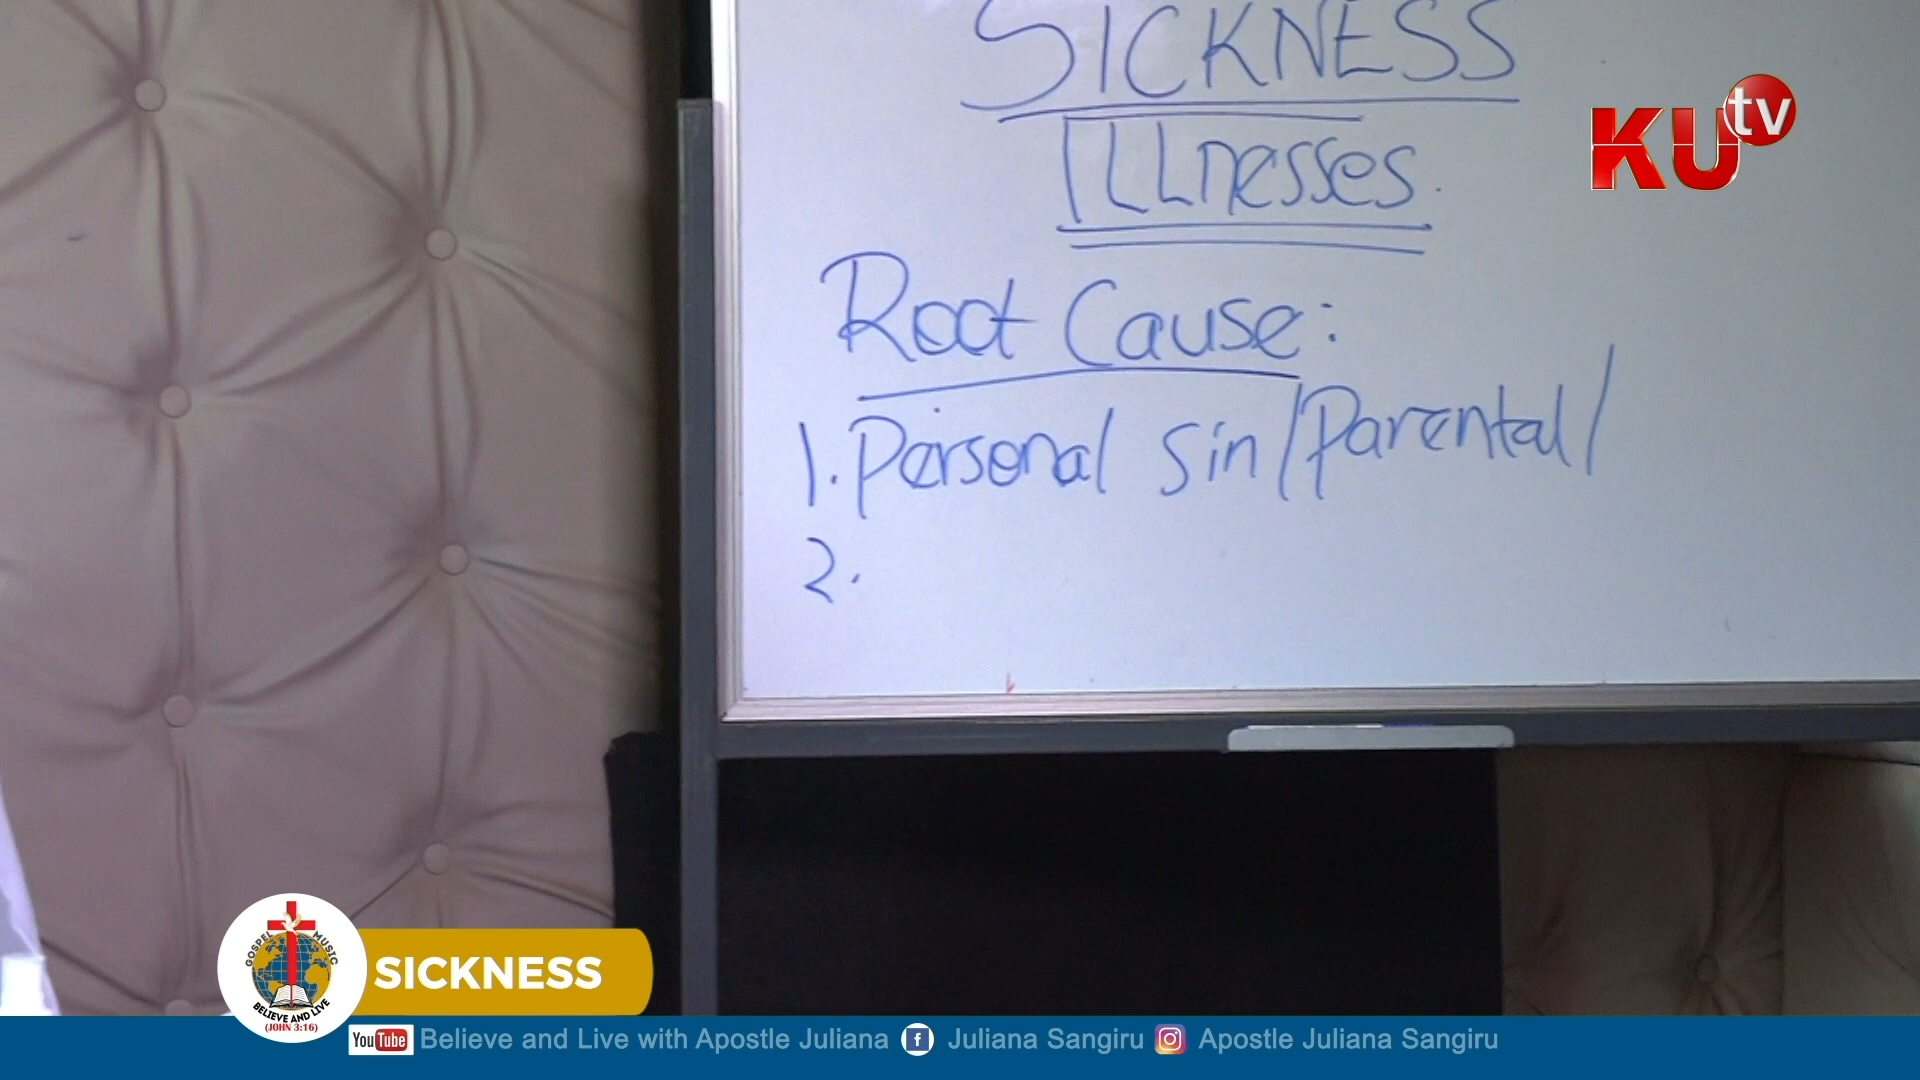 SICKNESS
ILLnesses.
Root Cause:
1. Personal Sin/Parental/
2.
KU tv
GOSPEL MUSIC
BELIEVE AND LIVE
(JOHN 3:16)
SICKNESS
YouTube Believe and Live with Apostle Juliana f Juliana Sangiru Apostle Juliana Sangiru